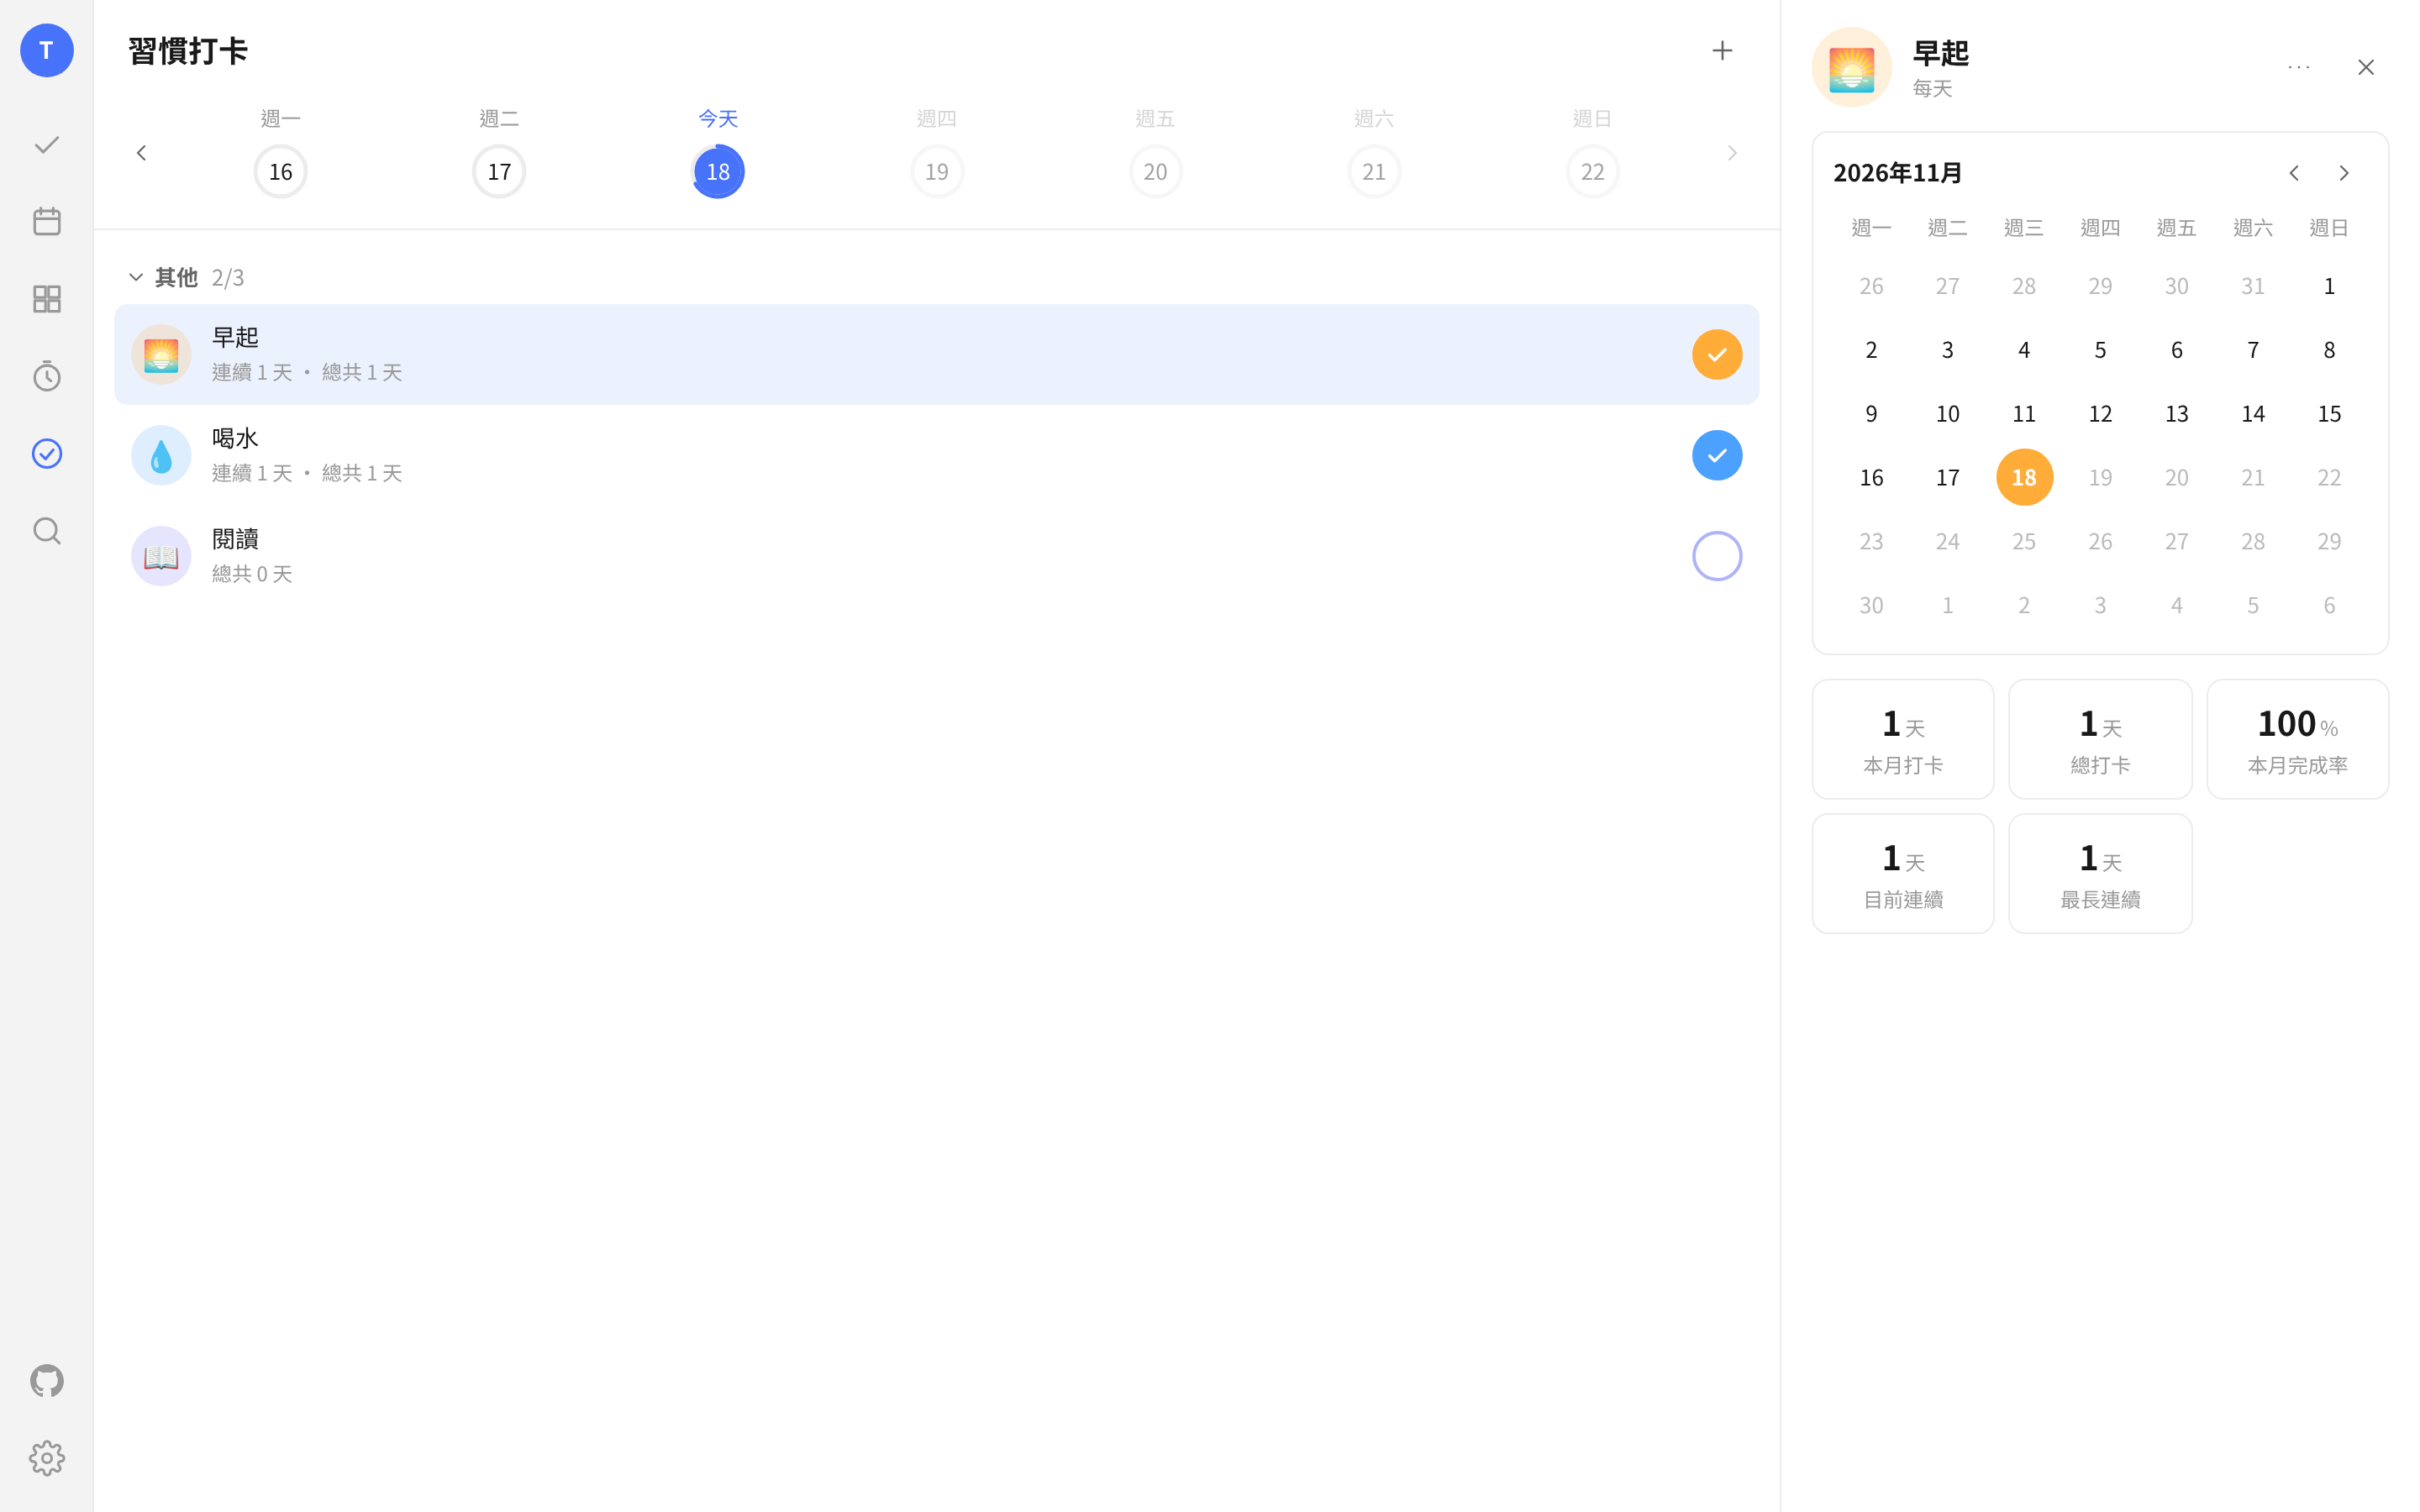 T
習慣打卡
週一 週二 今天 週四 週五 週六 週日
16 17 18 19 20 21 22
其他 2/3
早起
連續 1 天 • 總共 1 天
喝水
連續 1 天 • 總共 1 天
閱讀
總共 0 天
早起
每天
2026年11月
週一 週二 週三 週四 週五 週六 週日
26 27 28 29 30 31 1
2 3 4 5 6 7 8
9 10 11 12 13 14 15
16 17 18 19 20 21 22
23 24 25 26 27 28 29
30 1 2 3 4 5 6
1 天
本月打卡
1 天
總打卡
100 %
本月完成率
1 天
目前連續
1 天
最長連續